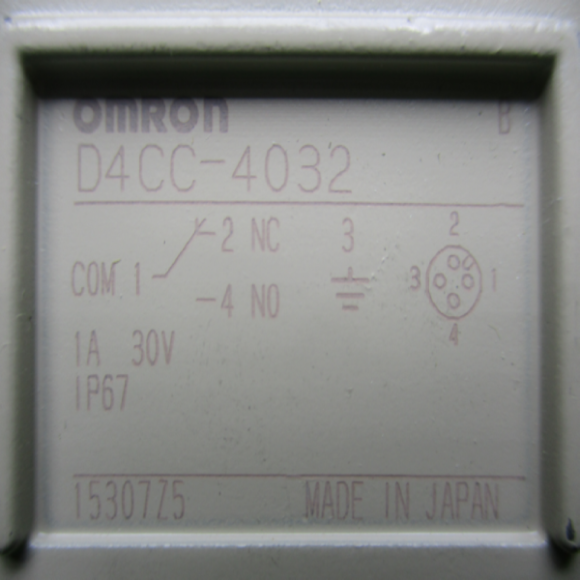 omron B
D4CC-4032
2 NC 3 2
COM 1 3 1
4 NO 4
1A 30V
IP67
15307Z5 MADE IN JAPAN